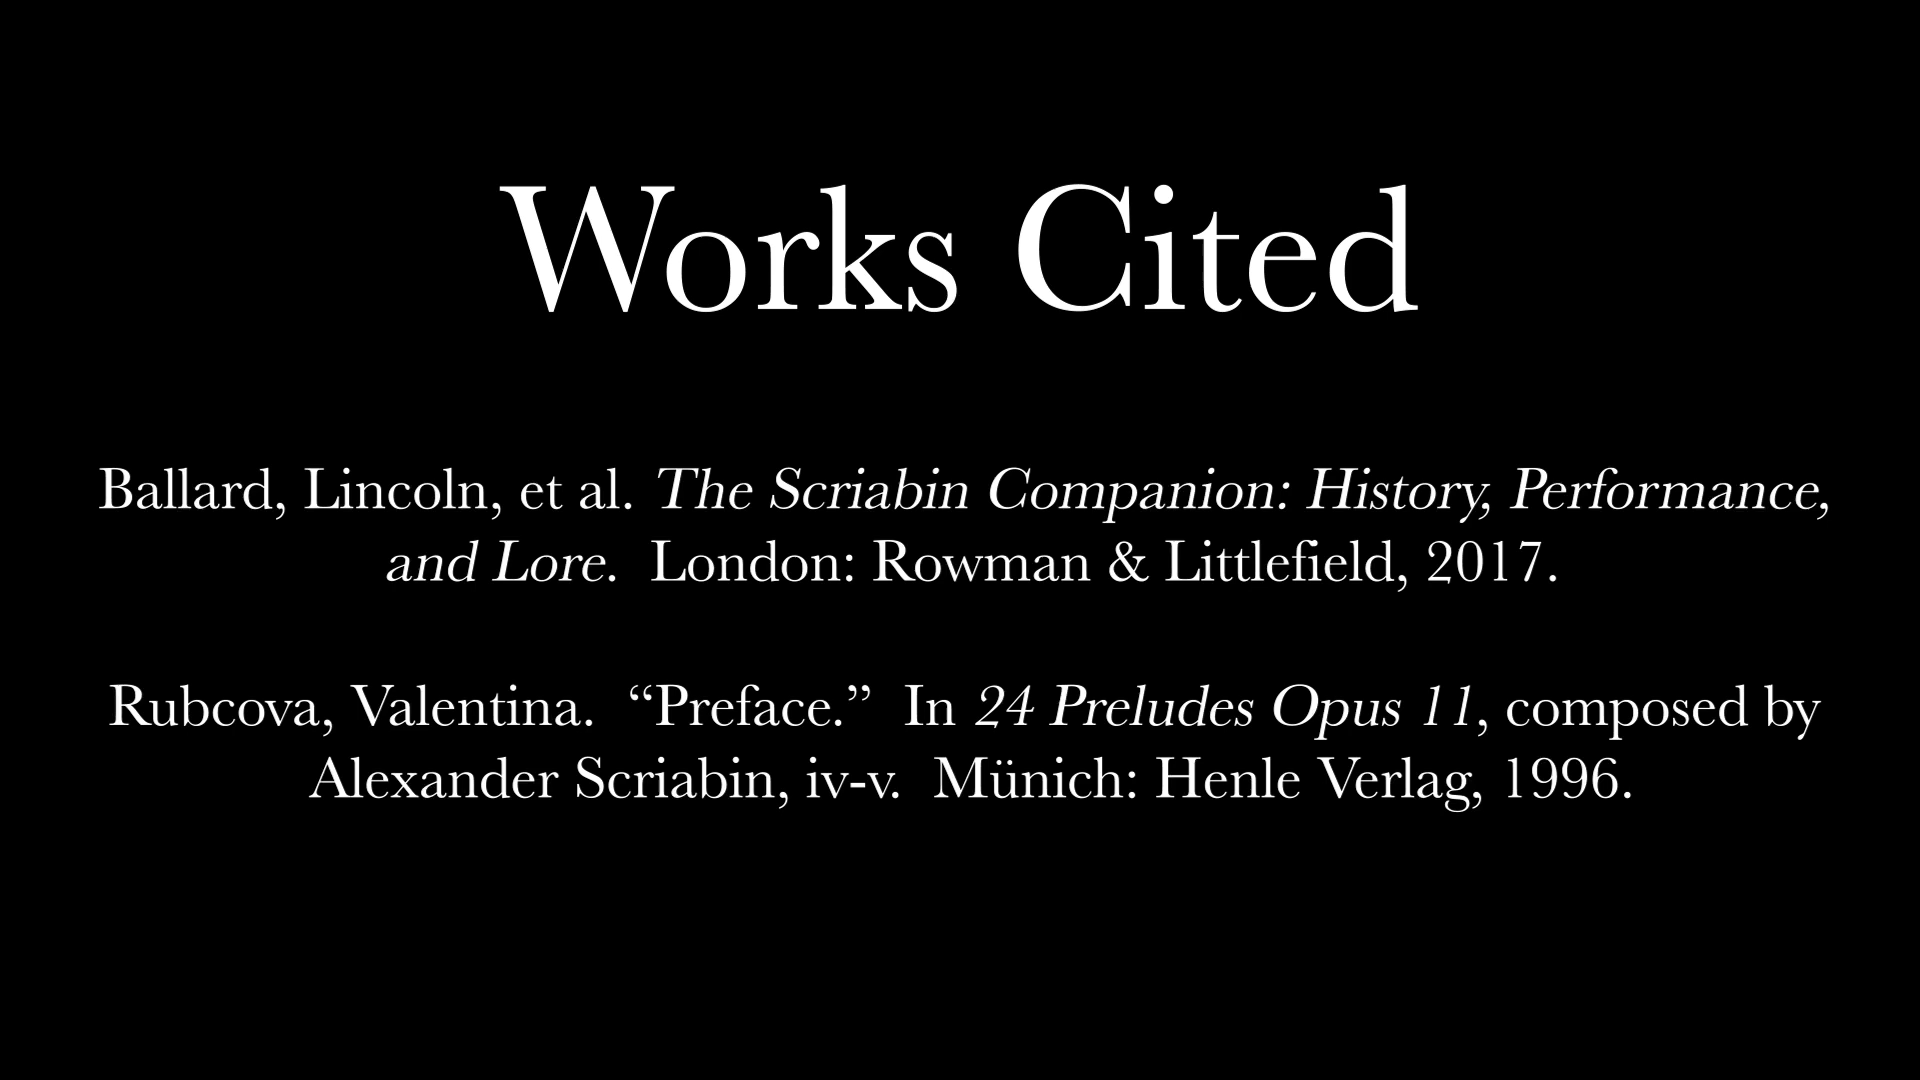 Works Cited
Ballard, Lincoln, et al. The Scriabin Companion: History, Performance,
and Lore. London: Rowman & Littlefield, 2017.
Rubcova, Valentina. “Preface.” In 24 Preludes Opus 11, composed by
Alexander Scriabin, iv-v. Münich: Henle Verlag, 1996.